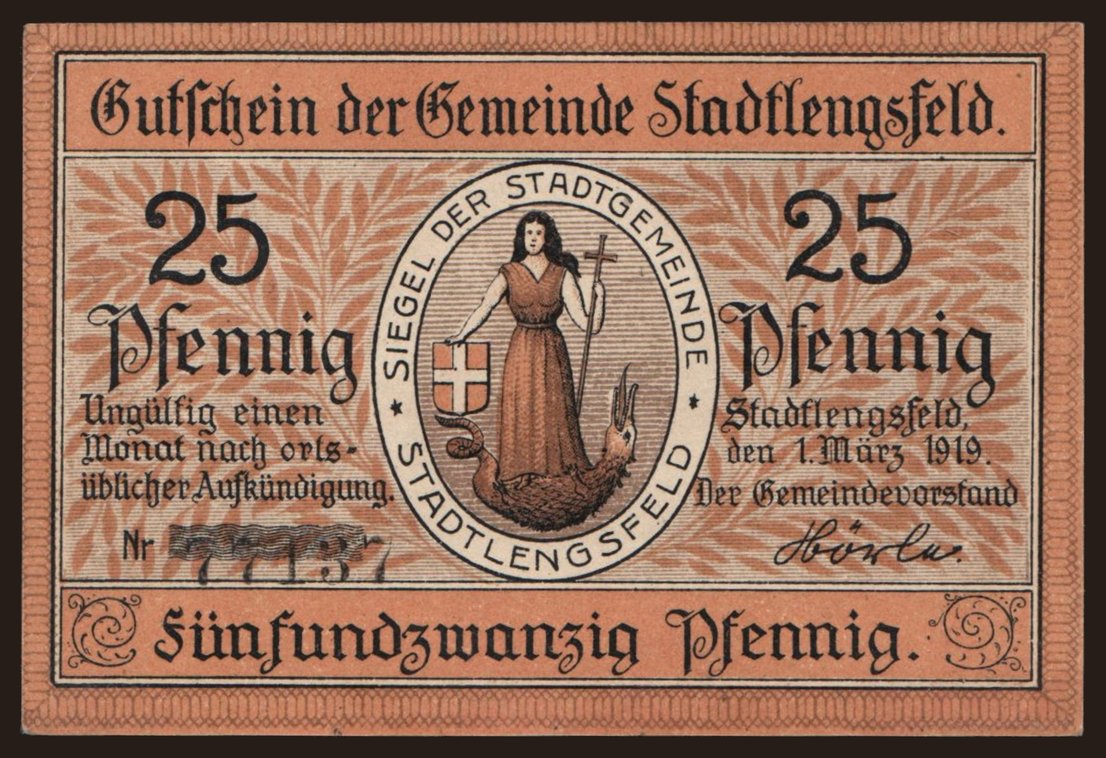 Gutschein der Gemeinde Stadtlengsfeld.
25
Pfennig
Ungültig einen
Monat nach orts-
üblicher Aufkündigung.
Nr 77137
SIEGEL DER STADTGEMEINDE
* STADTLENGSFELD *
25
Pfennig
Stadtlengsfeld,
den 1. März 1919.
Der Gemeindevorstand
Hörle.
Fünfundzwanzig Pfennig.